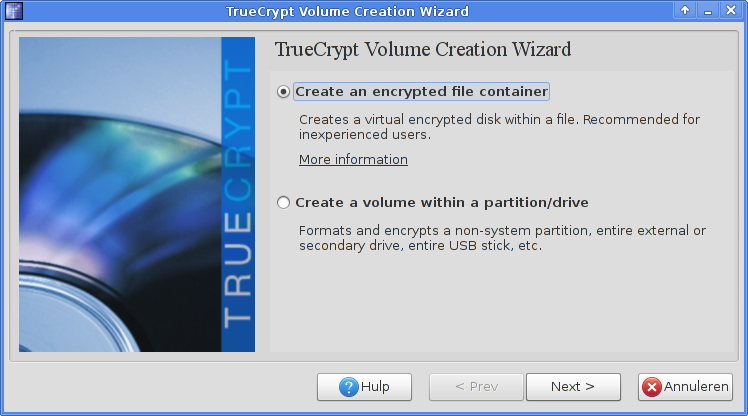 TrueCrypt Volume Creation Wizard
TRUECRYPT
TrueCrypt Volume Creation Wizard
Create an encrypted file container
Creates a virtual encrypted disk within a file. Recommended for
inexperienced users.
More information
Create a volume within a partition/drive
Formats and encrypts a non-system partition, entire external or
secondary drive, entire USB stick, etc.
Hulp
< Prev
Next >
Annuleren